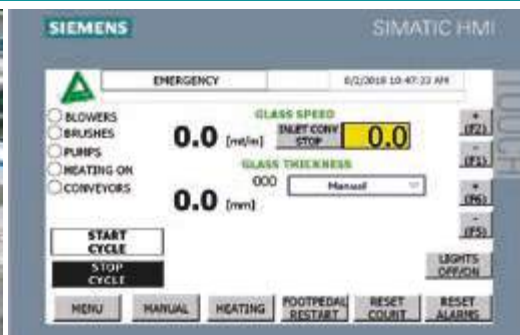 SIEMENS
SIMATIC HMI
TOUCH
EMERGENCY
8/2/2018 10:47:33 AM
BLOWERS
BRUSHES
PUMPS
HEATING ON
CONVEYORS
GLASS SPEED
0.0 [mt/m]
INLET CONV
STOP
0.0
GLASS THICKNESS
000
Manual
0.0 [mm]
+
(F2)
-
(F1)
+
(F6)
-
(F5)
START
CYCLE
STOP
CYCLE
LIGHTS
OFF/ON
MENU
MANUAL
HEATING
FOOTPEDAL
RESTART
RESET
COUNT
RESET
ALARMS